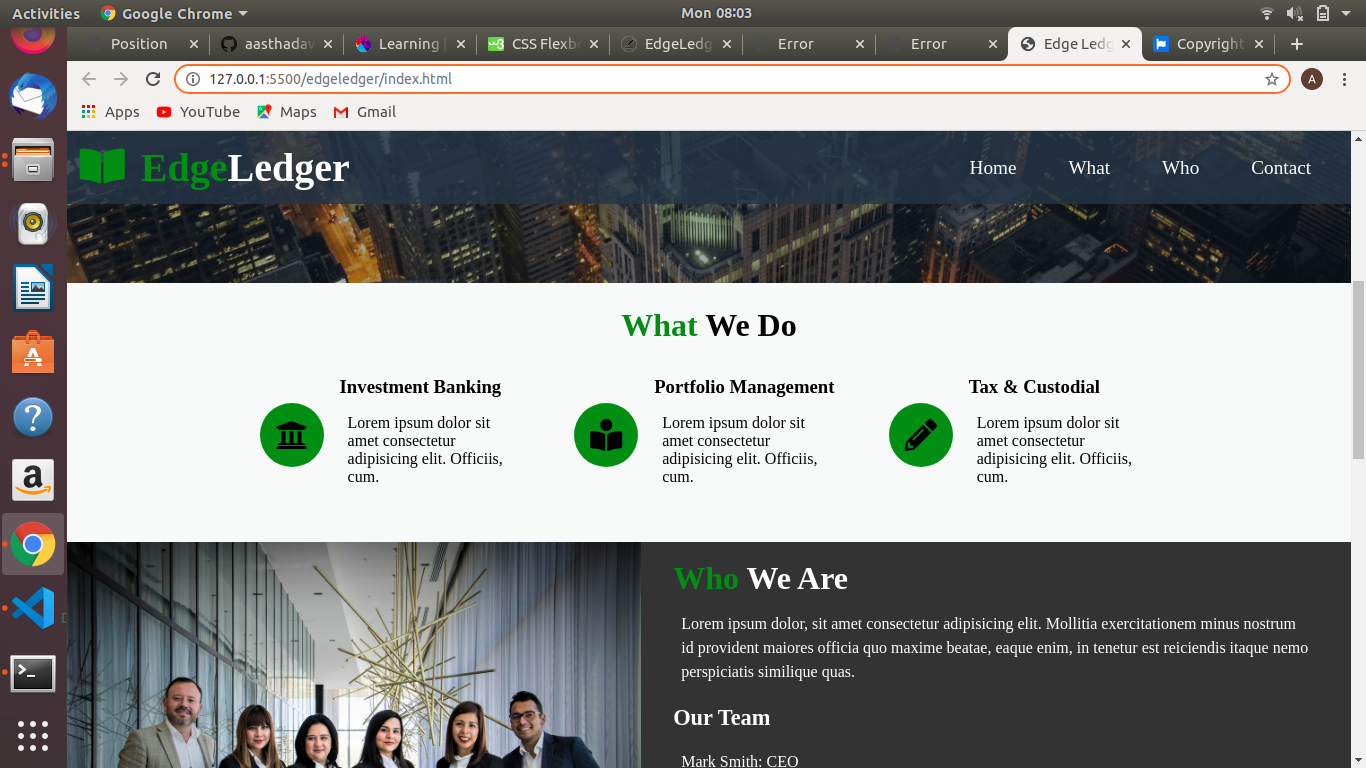 Activities Google Chrome Mon 08:03
Position aasthadav Learning CSS Flexb EdgeLedg Error Error Edge Ledg Copyright
127.0.0.1:5500/edgeledger/index.html A
Apps YouTube Maps Gmail
EdgeLedger Home What Who Contact
What We Do
Investment Banking
Lorem ipsum dolor sit
amet consectetur
adipisicing elit. Officiis,
cum.
Portfolio Management
Lorem ipsum dolor sit
amet consectetur
adipisicing elit. Officiis,
cum.
Tax & Custodial
Lorem ipsum dolor sit
amet consectetur
adipisicing elit. Officiis,
cum.
Who We Are
Lorem ipsum dolor, sit amet consectetur adipisicing elit. Mollitia exercitationem minus nostrum
id provident maiores officia quo maxime beatae, eaque enim, in tenetur est reiciendis itaque nemo
perspiciatis similique quas.
Our Team
Mark Smith: CEO